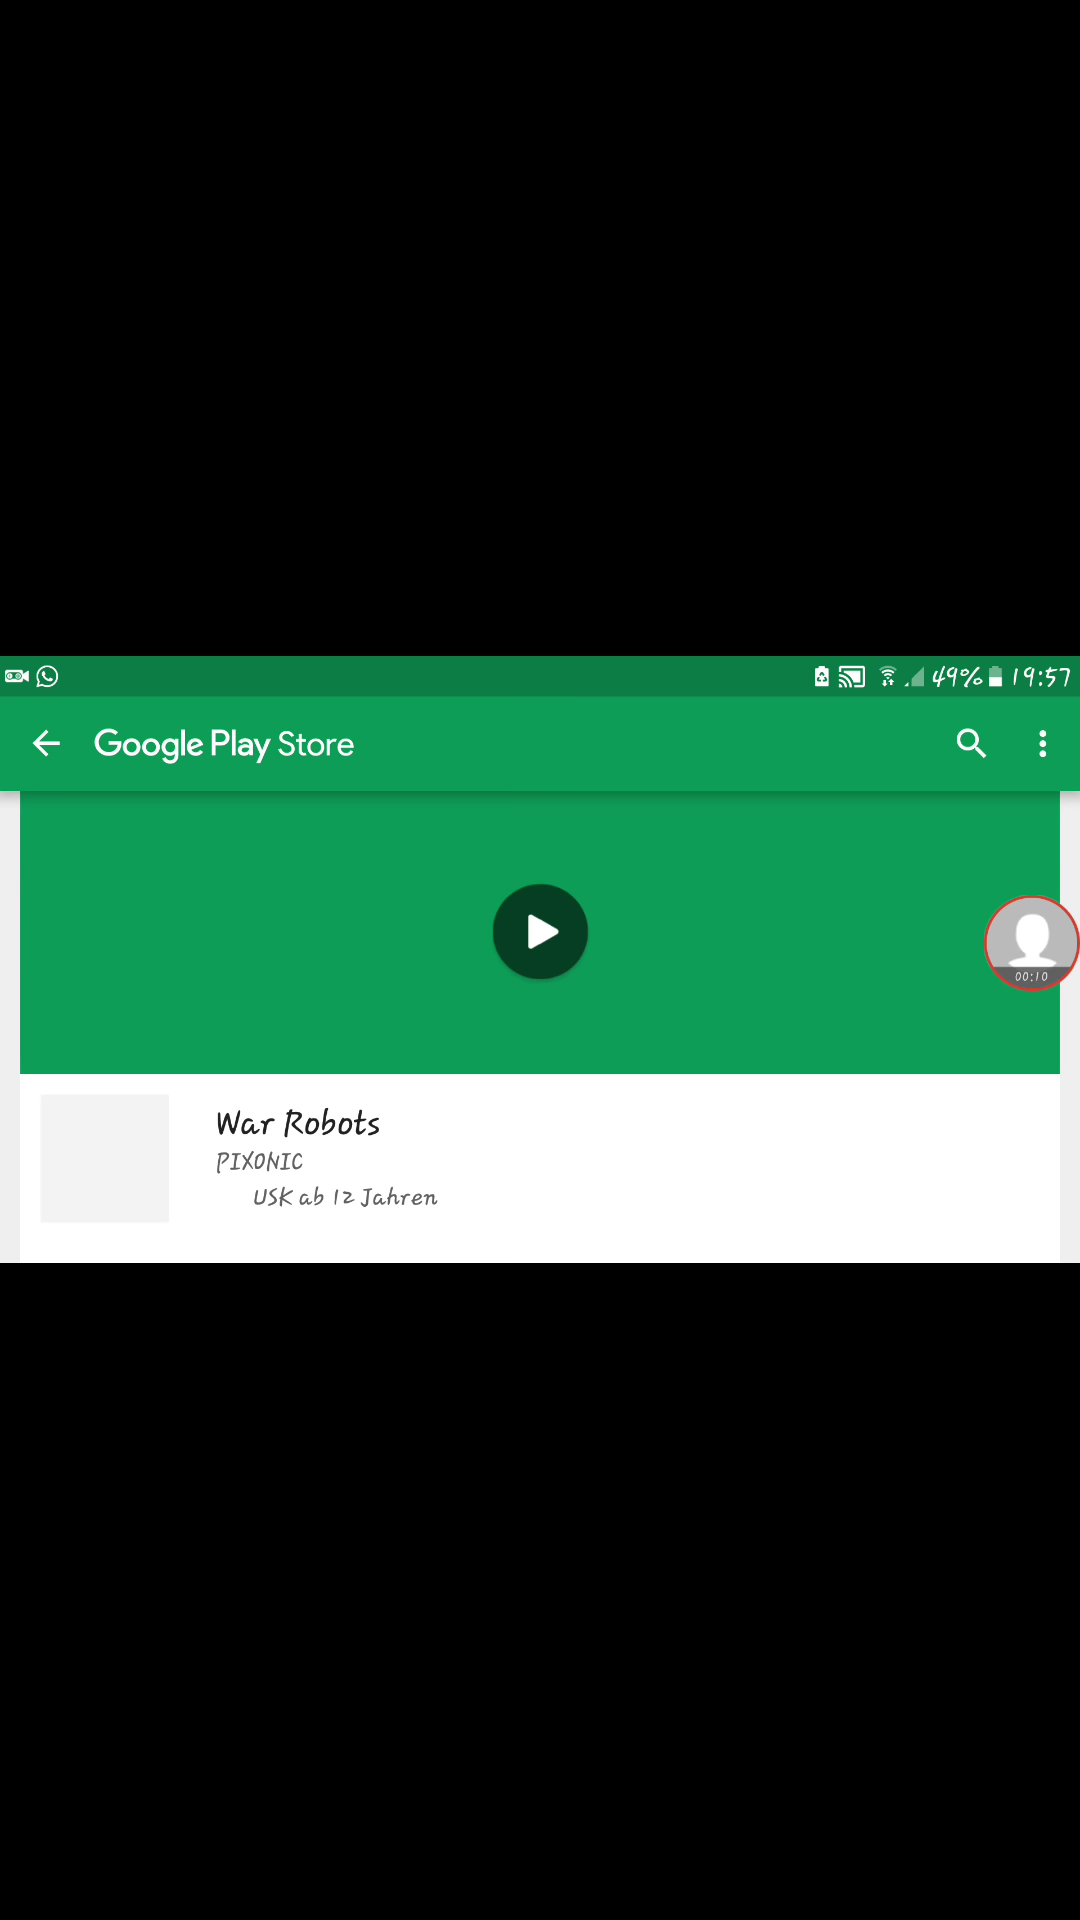 49% 19:57
Google Play Store
00:10
War Robots
PIXONIC
USK ab 12 Jahren